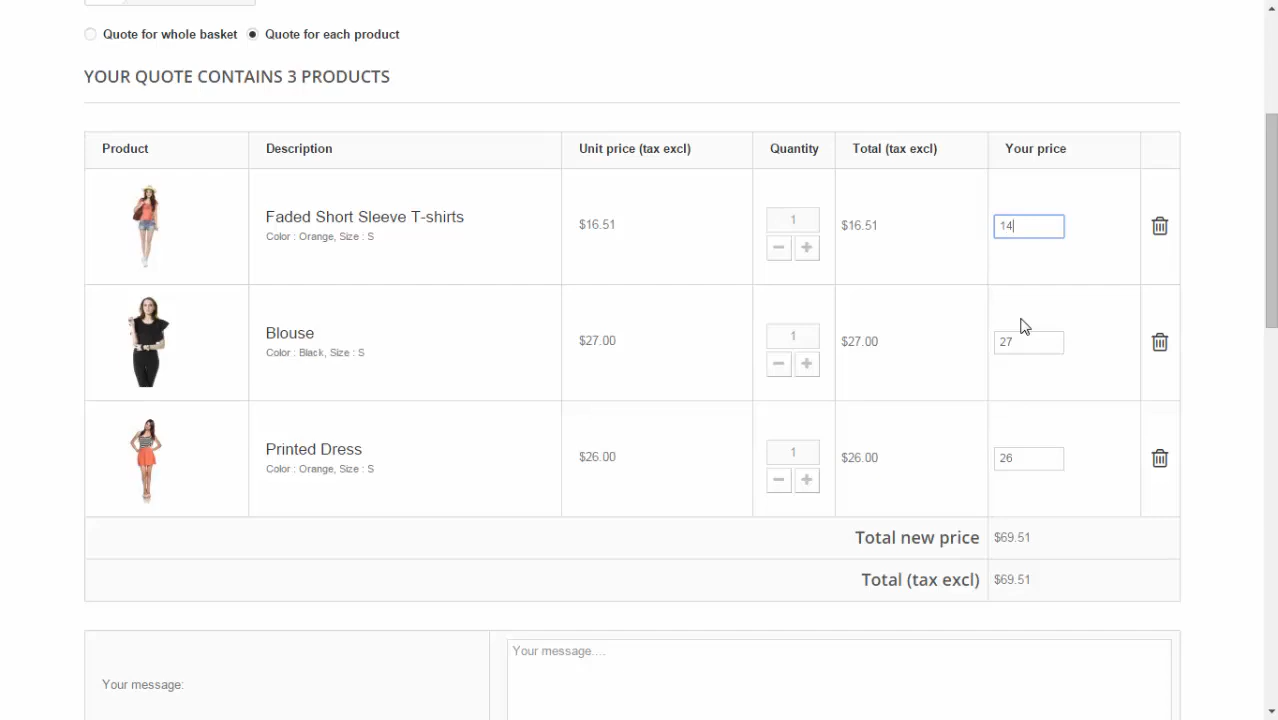 Quote for whole basket Quote for each product
YOUR QUOTE CONTAINS 3 PRODUCTS
Product Description Unit price (tax excl) Quantity Total (tax excl) Your price
Faded Short Sleeve T-shirts
Color : Orange, Size : S
$16.51 1 $16.51 14
Blouse
Color : Black, Size : S
$27.00 1 $27.00 27
Printed Dress
Color : Orange, Size : S
$26.00 1 $26.00 26
Total new price $69.51
Total (tax excl) $69.51
Your message....
Your message: